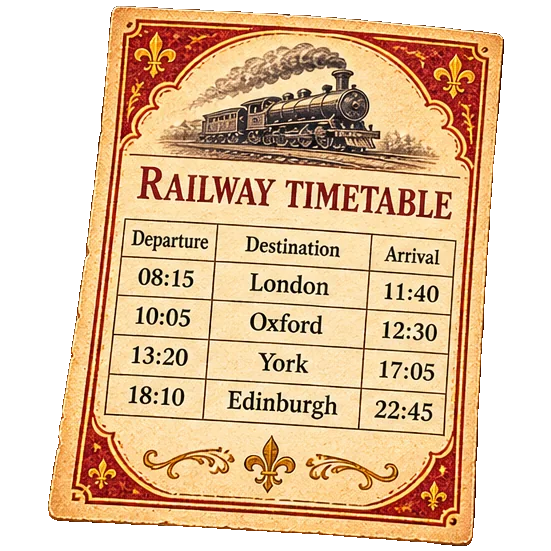 RAILWAY TIMETABLE
Departure Destination Arrival
08:15 London 11:40
10:05 Oxford 12:30
13:20 York 17:05
18:10 Edinburgh 22:45